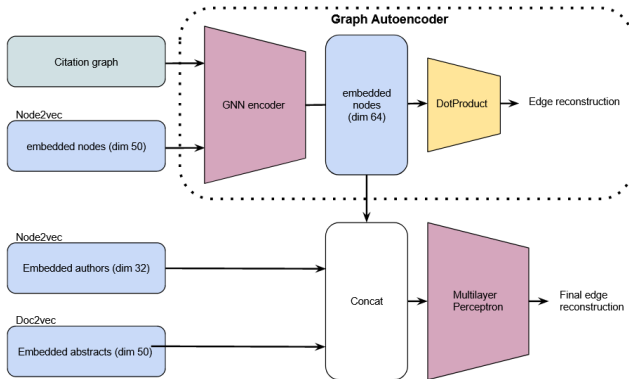 Graph Autoencoder
Citation graph
GNN encoder
embedded
nodes
(dim 64)
DotProduct
Edge reconstruction
Node2vec
embedded nodes (dim 50)
Node2vec
Embedded authors (dim 32)
Concat
Multilayer
Perceptron
Final edge
reconstruction
Doc2vec
Embedded abstracts (dim 50)